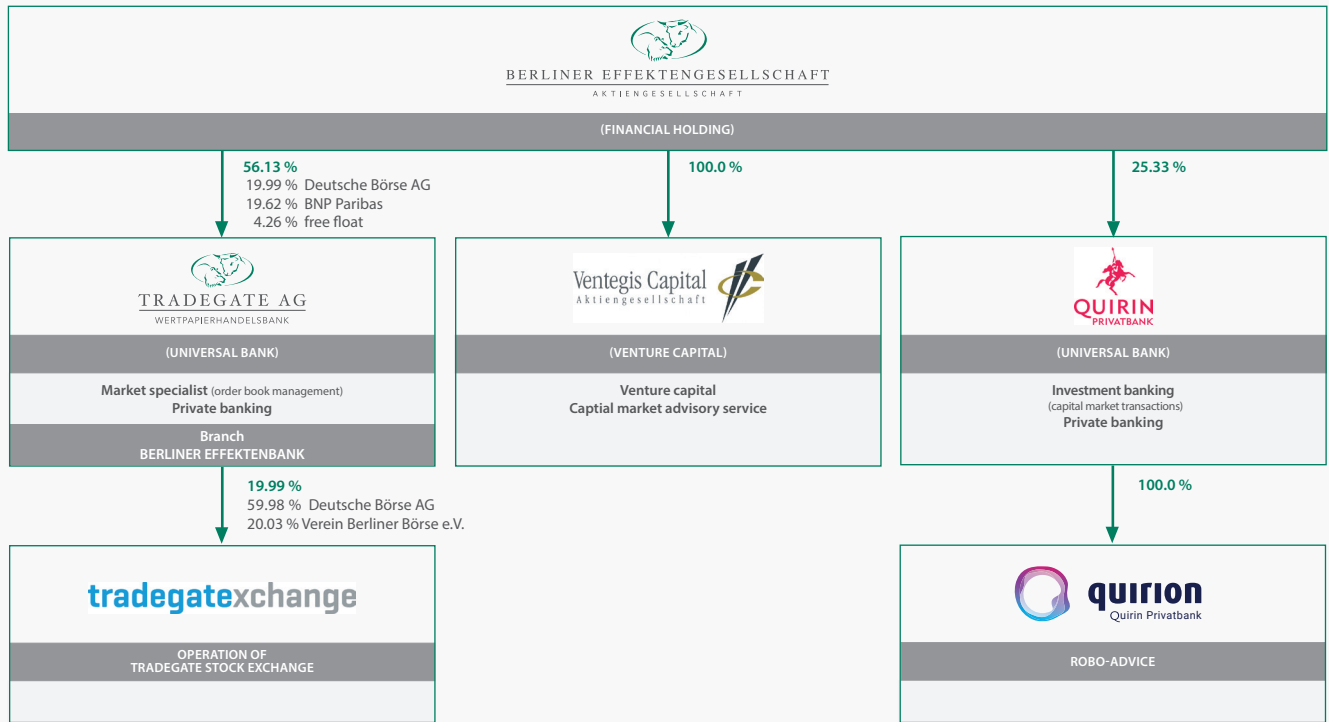 BERLINER EFFEKTENGESELLSCHAFT
AKTIENGESELLSCHAFT
(FINANCIAL HOLDING)
56.13 %
19.99 % Deutsche Börse AG
19.62 % BNP Paribas
4.26 % free float
100.0 %
25.33 %
TRADEGATE AG
WERTPAPIERHANDELSBANK
(UNIVERSAL BANK)
Market specialist (order book management)
Private banking
Branch
BERLINER EFFEKTENBANK
Ventegis Capital
Aktiengesellschaft
(VENTURE CAPITAL)
Venture capital
Captial market advisory service
QUIRIN
PRIVATBANK
(UNIVERSAL BANK)
Investment banking
(capital market transactions)
Private banking
19.99 %
59.98 % Deutsche Börse AG
20.03 % Verein Berliner Börse e.V.
100.0 %
tradegatexchange
OPERATION OF
TRADEGATE STOCK EXCHANGE
quirion
Quirin Privatbank
ROBO-ADVICE